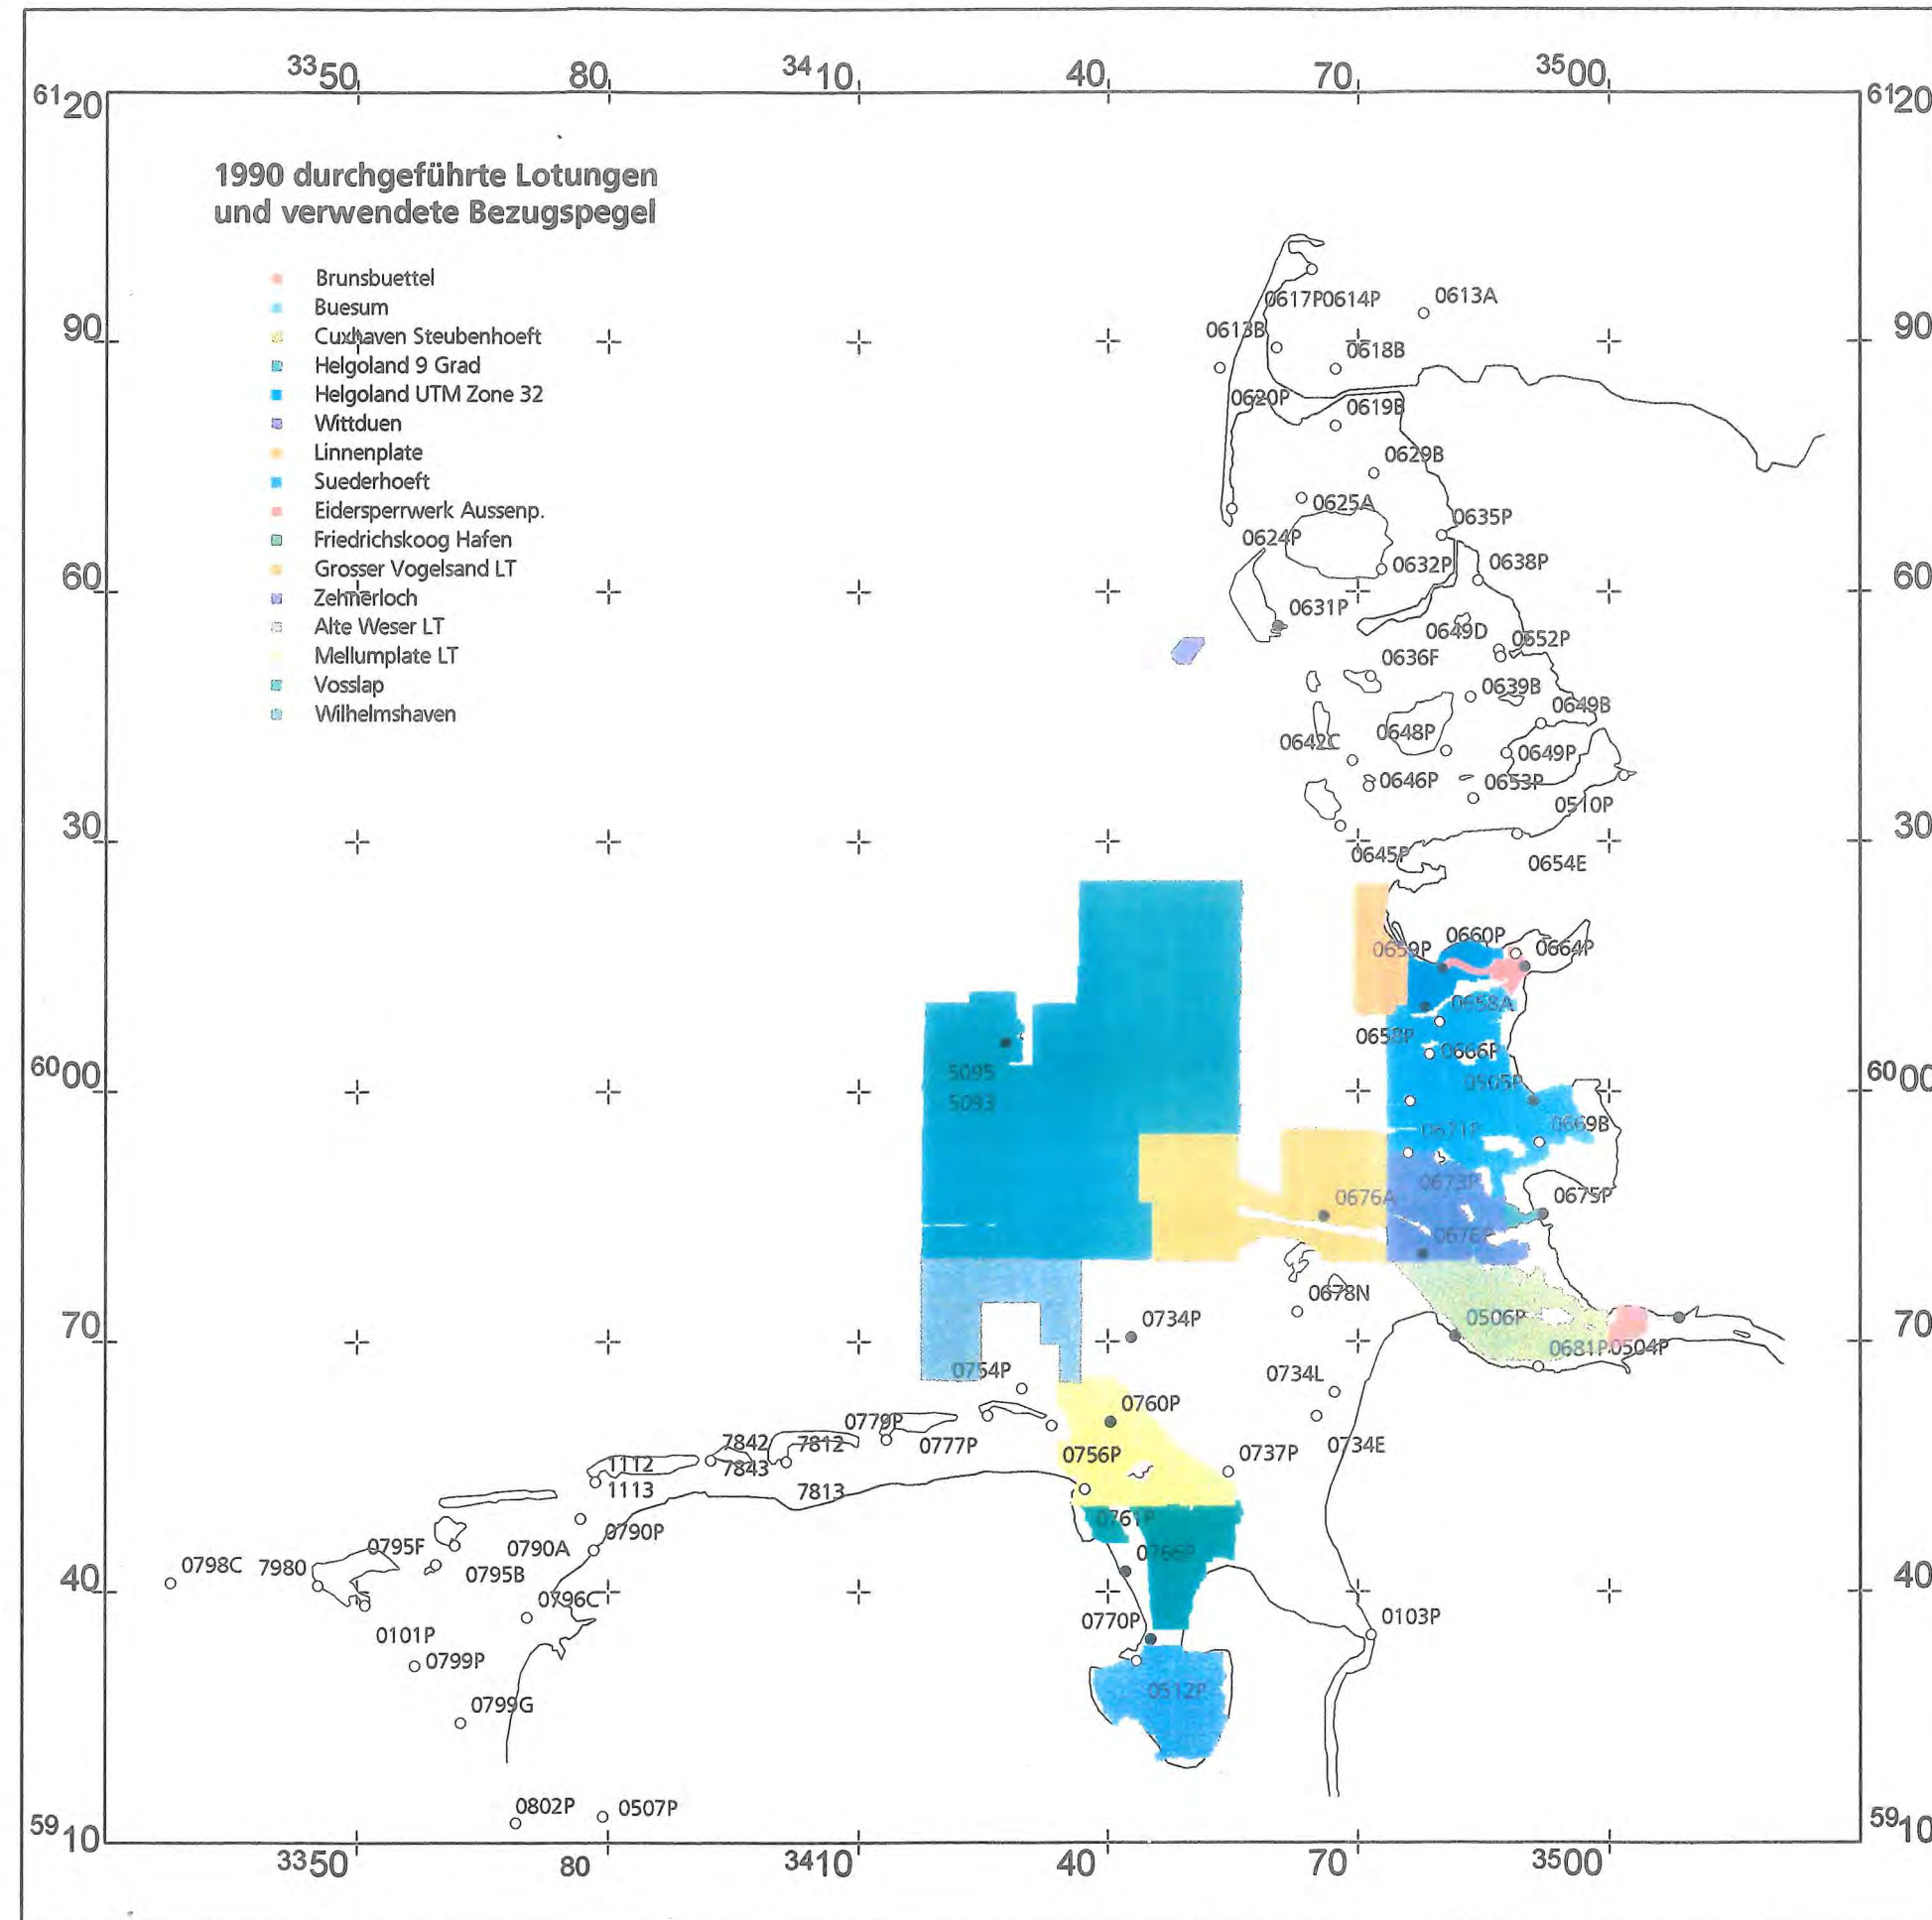 3350 80 3410 40 70 3500
6120 6120
1990 durchgeführte Lotungen
und verwendete Bezugspegel
Brunsbuettel
Buesum
Cuxhaven Steubenhoeft
Helgoland 9 Grad
Helgoland UTM Zone 32
Wittduen
Linnenplate
Suederhoeft
Eidersperrwerk Aussenp.
Friedrichskoog Hafen
Grosser Vogelsand LT
Zehnerloch
Alte Weser LT
Mellumplate LT
Vosslap
Wilhelmshaven
0617P 0614P 0613A
90 0613B 90
0618B
0620P 0619B
0629B
0625A
0635P
0624P
0632P 0638P
60 60
0631P
0649D 0652P
0636F
0639B
0649B
0642C 0648P
0649P
0646P 0653P
0510P
30 30
0645P 0654E
0659P 0660P 0664P
0658A
0658P
0666P
6000 5095 6000
0505P
5093
0671P 0669B
0673P
0676A 0675P
0676P
0678N
70 0734P 0506P 70
0681P 0504P
0754P 0734L
0760P
0779P 0777P
7842 7812 0756P 0737P 0734E
1112 7843
1113 7813
0761P
0795F 0790A 0790P
0766P
0798C 7980 0795B
40 40
0796C
0770P 0103P
0101P
0799P
0512P
0799G
0802P 0507P
5910 5910
3350 80 3410 40 70 3500